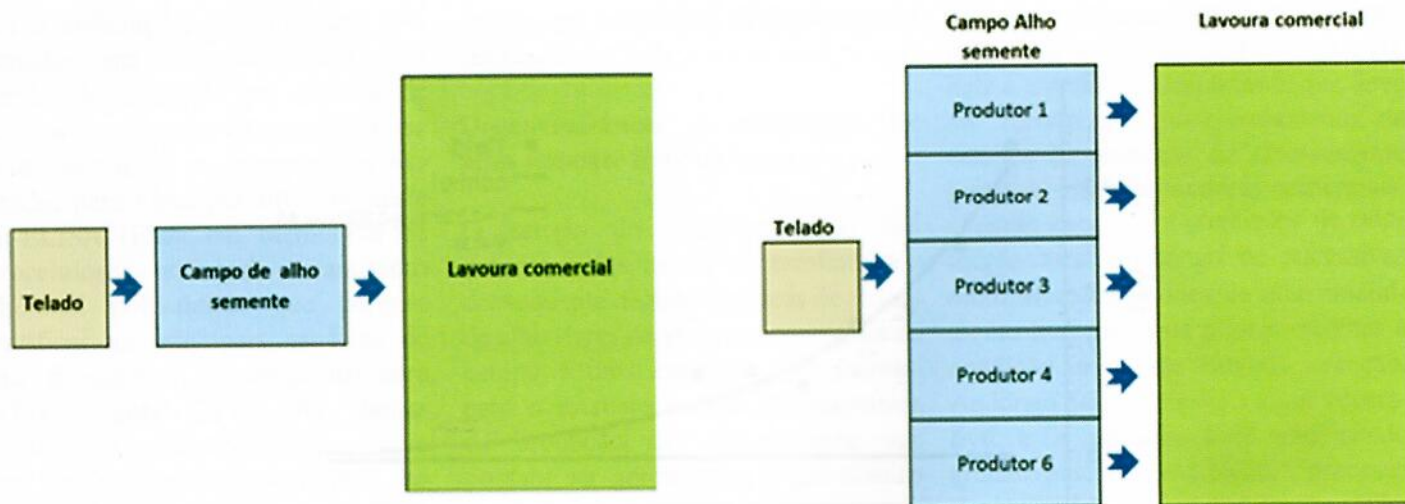 Telado
Campo de alho
semente
Lavoura comercial
Campo Alho
semente
Lavoura comercial
Telado
Produtor 1
Produtor 2
Produtor 3
Produtor 4
Produtor 6